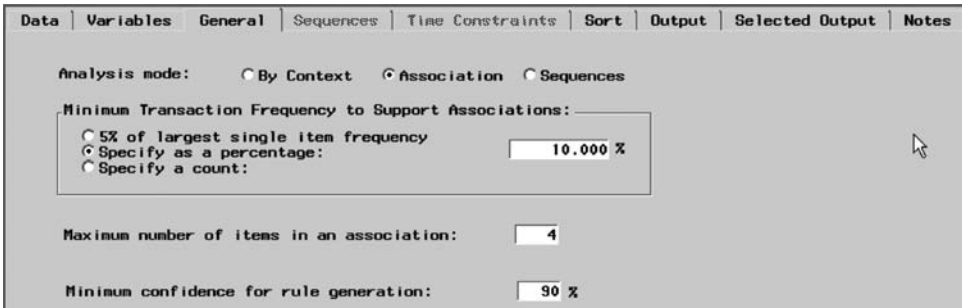 Data Variables General Sequences Time Constraints Sort Output Selected Output Notes
Analysis mode: By Context Association Sequences
Minimum Transaction Frequency to Support Associations:
5% of largest single item frequency
Specify as a percentage: 10.000 %
Specify a count:
Maximum number of items in an association: 4
Minimum confidence for rule generation: 90 %